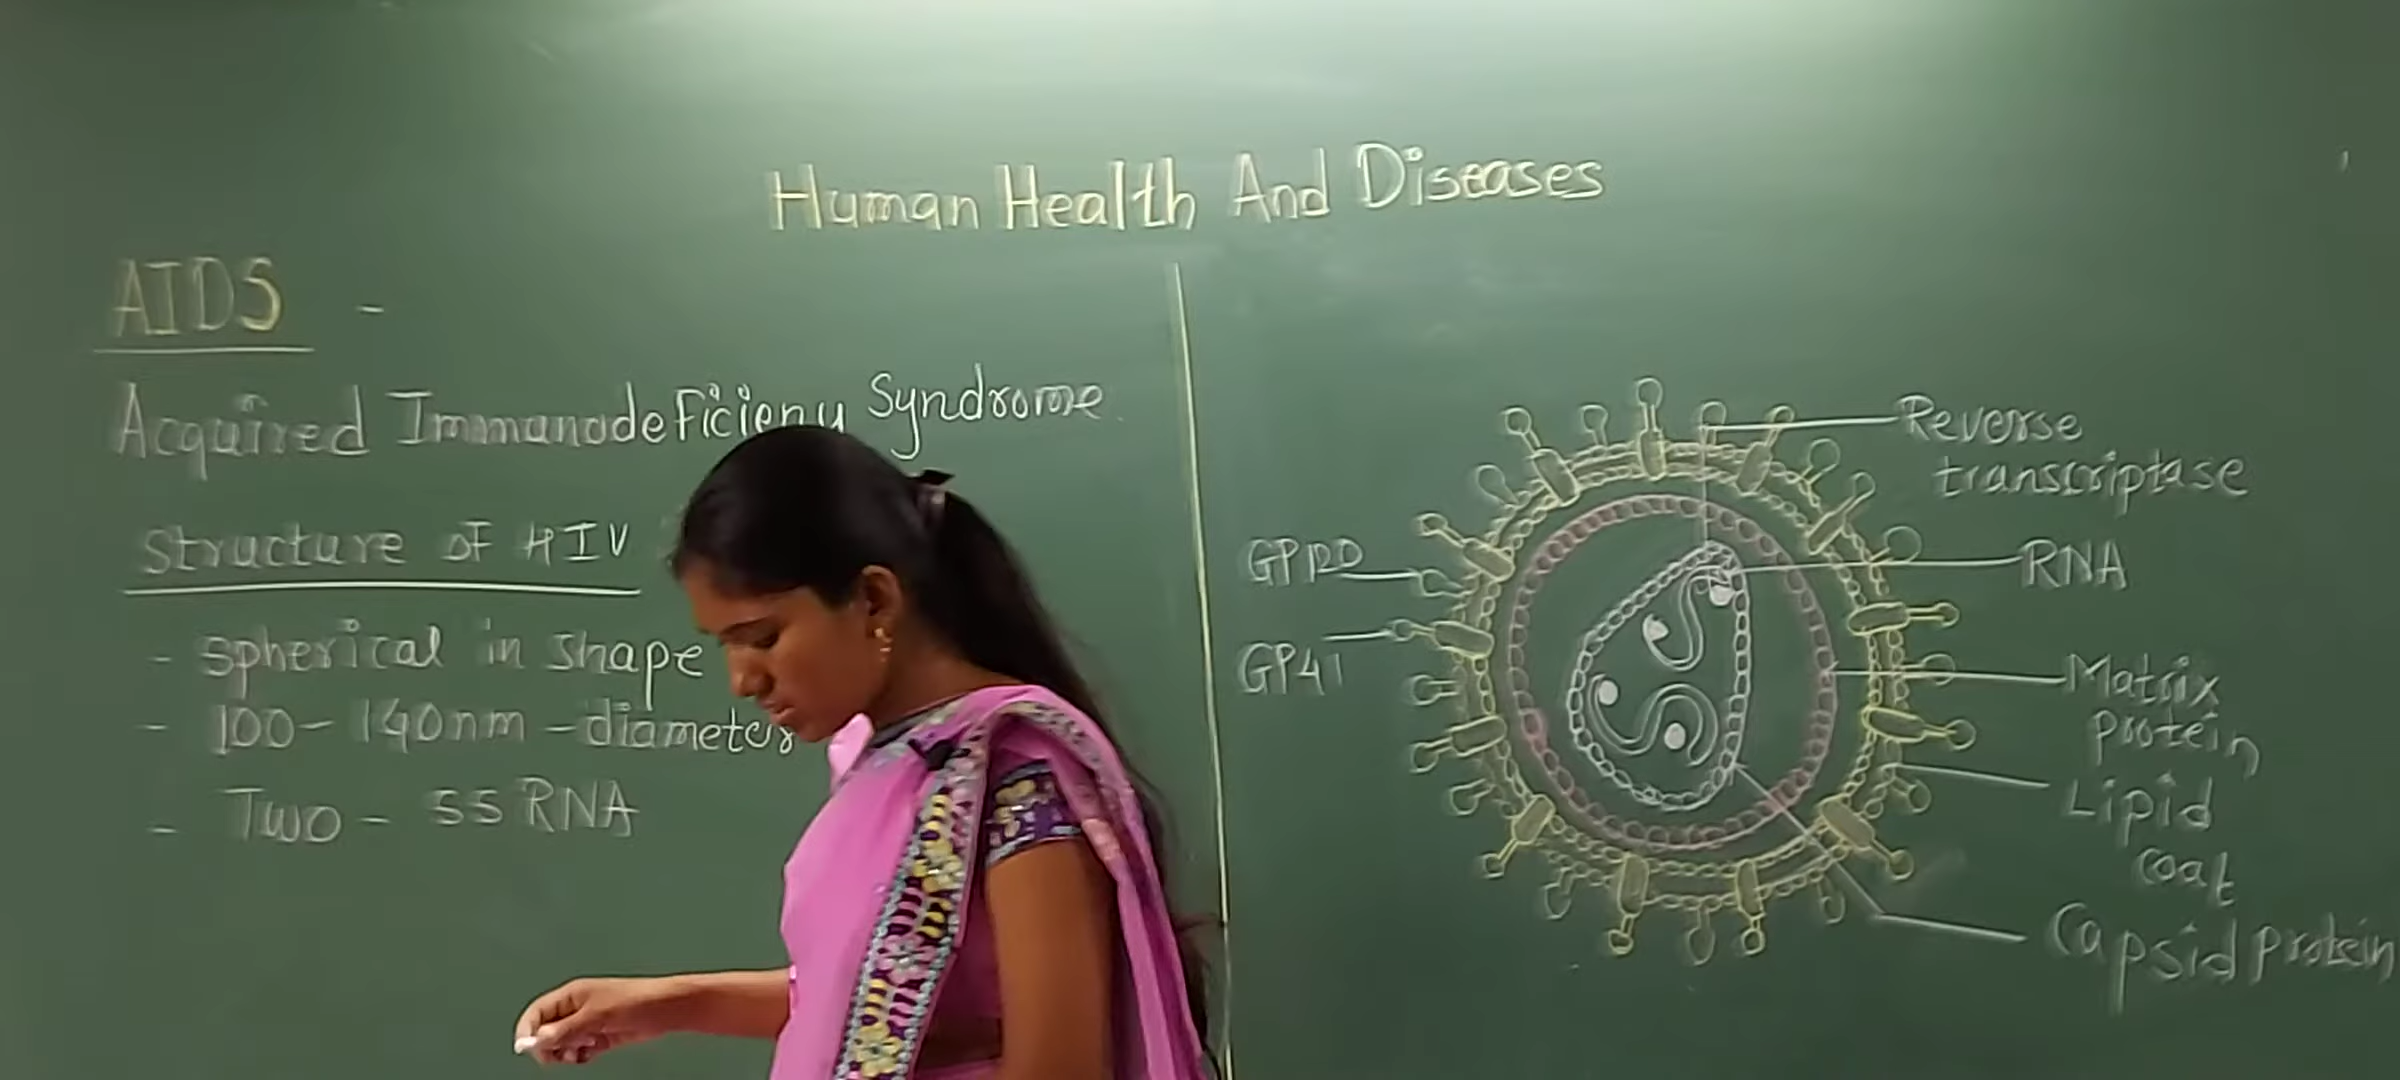 Human Health And Diseases
AIDS -
Acquired Immunodeficieny Syndrome
Structure of HIV
- Spherical in shape
- 100-140nm - diameter
- Two - SS RNA
GP120
GP41
Reverse
transcriptase
RNA
Matrix
protein
Lipid
coat
Capsid protein